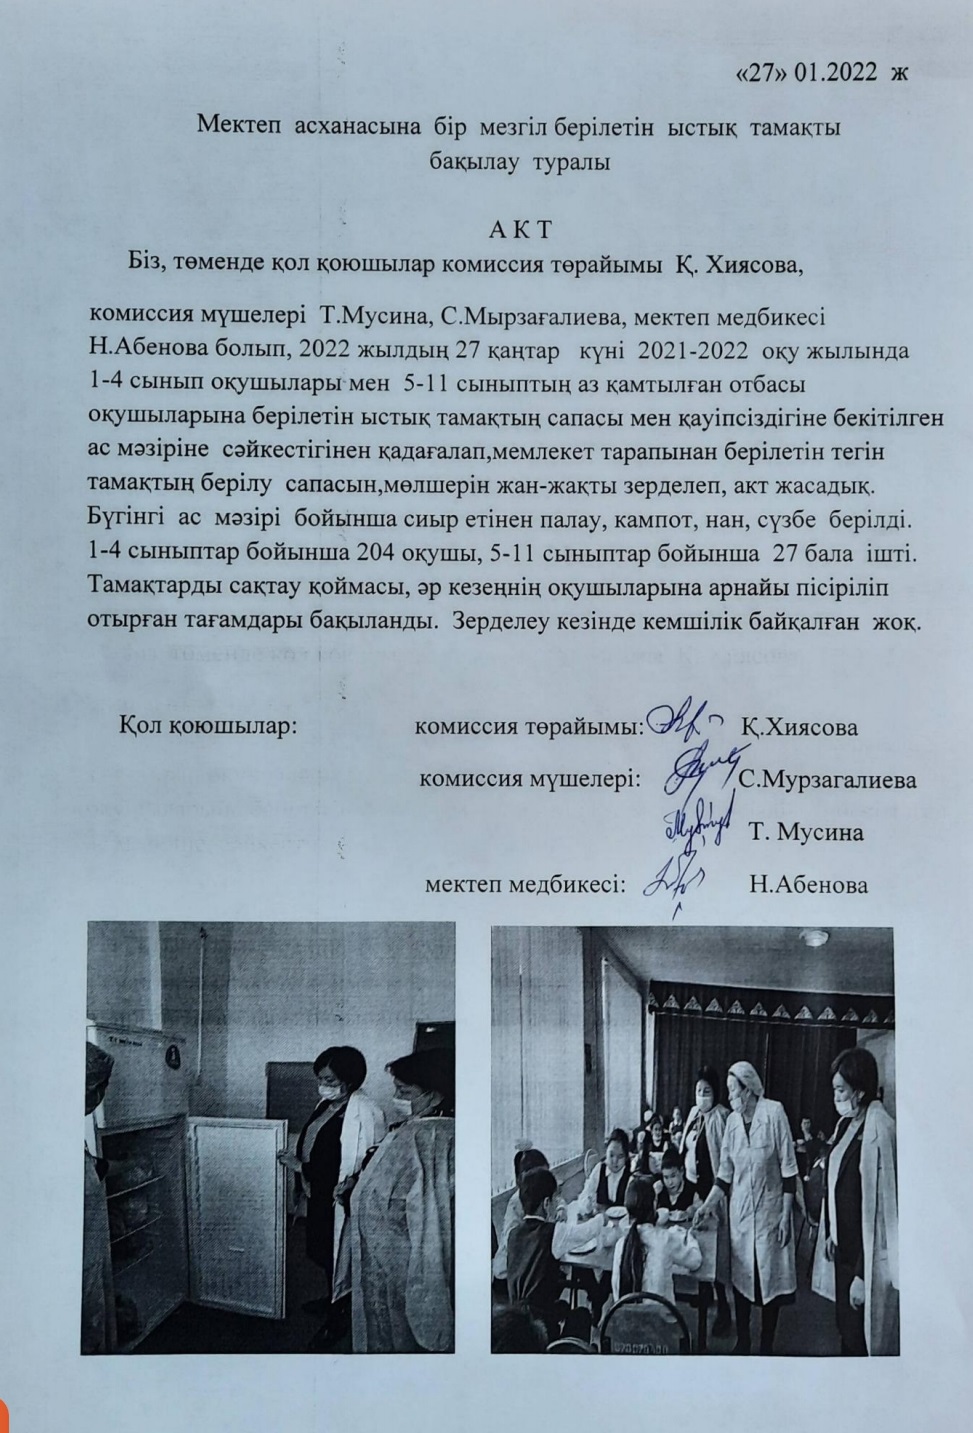 «27» 01.2022 ж
Мектеп асханасына бір мезгіл берілетін ыстық тамақты
бақылау туралы
А К Т
Біз, төменде қол қоюшылар комиссия төрайымы Қ. Хиясова,
комиссия мүшелері Т.Мусина, С.Мырзағалиева, мектеп медбикесі
Н.Абенова болып, 2022 жылдың 27 қаңтар күні 2021-2022 оқу жылында
1-4 сынып оқушылары мен 5-11 сыныптың аз қамтылған отбасы
оқушыларына берілетін ыстық тамақтың сапасы мен қауіпсіздігіне бекітілген
ас мәзіріне сәйкестігінен қадағалап,мемлекет тарапынан берілетін тегін
тамақтың берілу сапасын,мөлшерін жан-жақты зерделеп, акт жасадық.
Бүгінгі ас мәзірі бойынша сиыр етінен палау, кампот, нан, сүзбе берілді.
1-4 сыныптар бойынша 204 оқушы, 5-11 сыныптар бойынша 27 бала ішті.
Тамақтарды сақтау қоймасы, әр кезеңнің оқушыларына арнайы пісіріліп
отырған тағамдары бақыланды. Зерделеу кезінде кемшілік байқалған жоқ.
Қол қоюшылар: комиссия төрайымы: Қ.Хиясова
комиссия мүшелері: С.Мурзагалиева
Т. Мусина
мектеп медбикесі: Н.Абенова